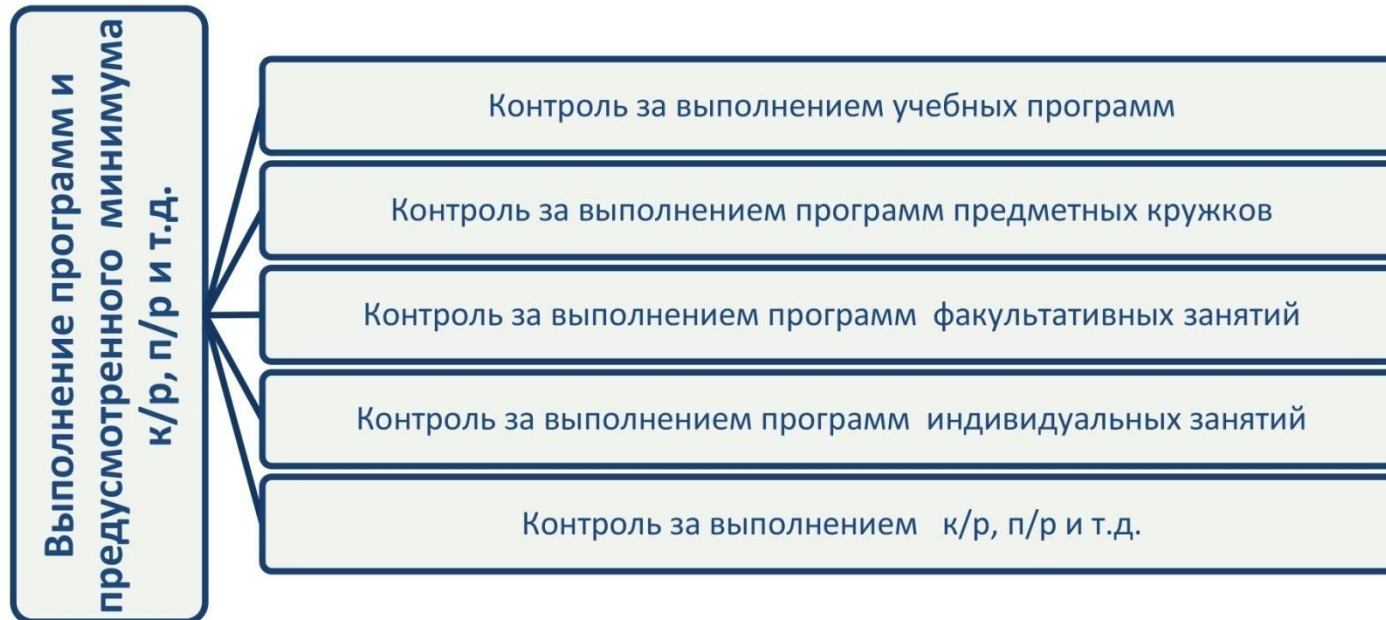 Выполнение программ и
предусмотренного минимума
к/р, п/р и т.д.
Контроль за выполнением учебных программ
Контроль за выполнением программ предметных кружков
Контроль за выполнением программ факультативных занятий
Контроль за выполнением программ индивидуальных занятий
Контроль за выполнением к/р, п/р и т.д.